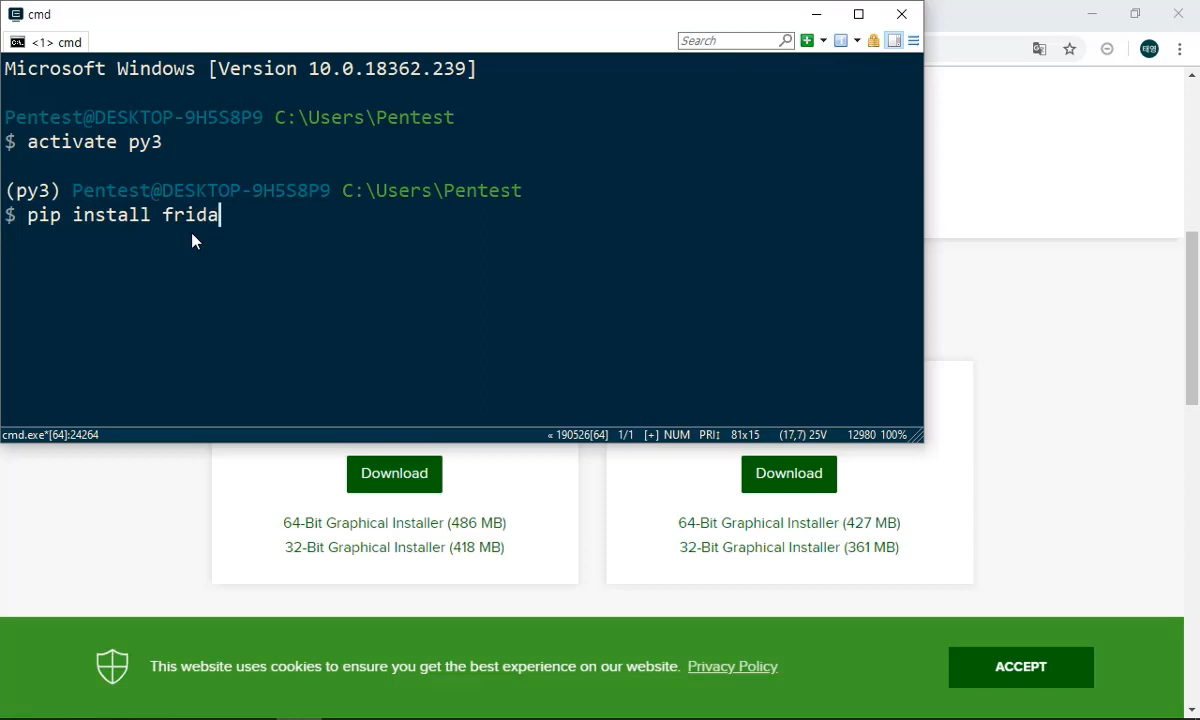 cmd
<1> cmd
Search
Microsoft Windows [Version 10.0.18362.239]
Pentest@DESKTOP-9H5S8P9 C:\Users\Pentest
$ activate py3
(py3) Pentest@DESKTOP-9H5S8P9 C:\Users\Pentest
$ pip install frida
cmd.exe*[64]:24264 « 190526[64] 1/1 [+] NUM PRI↕ 81x15 (17,7) 25V 12980 100%
태영
Download
64-Bit Graphical Installer (486 MB)
32-Bit Graphical Installer (418 MB)
Download
64-Bit Graphical Installer (427 MB)
32-Bit Graphical Installer (361 MB)
This website uses cookies to ensure you get the best experience on our website. Privacy Policy
ACCEPT